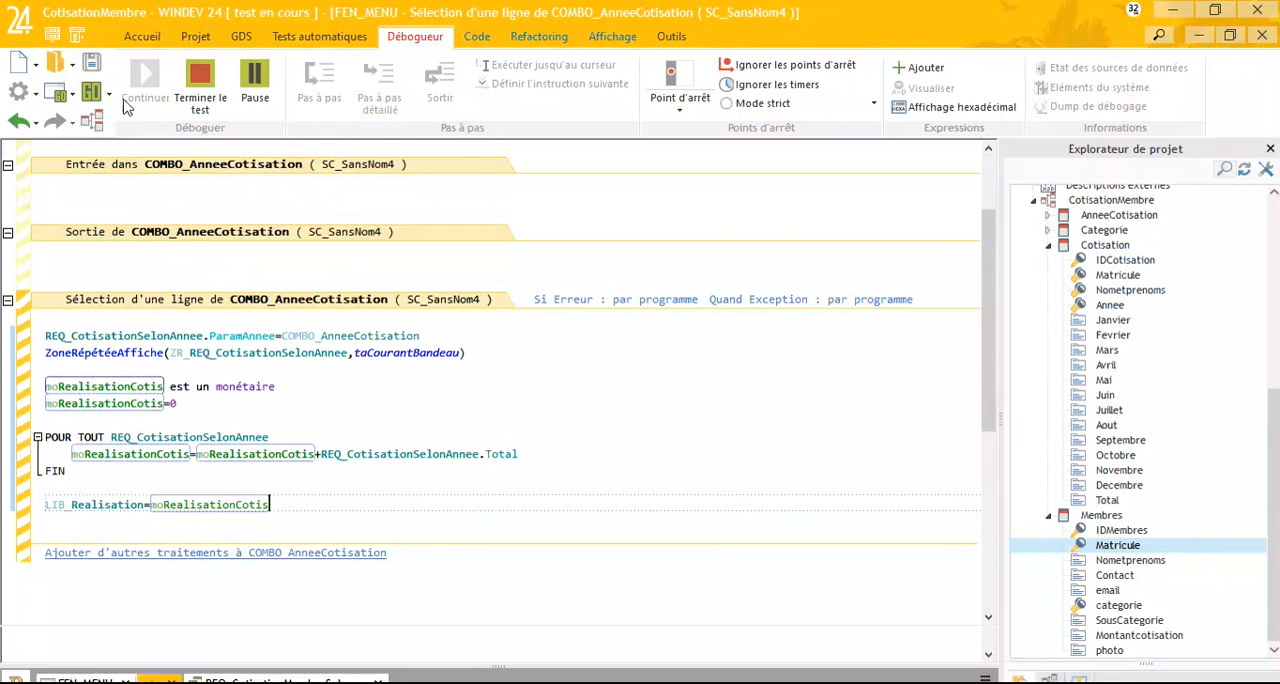 24 CotisationMembre - WINDEV 24 [ test en cours ] - [FEN_MENU - Sélection d'une ligne de COMBO_AnneeCotisation ( SC_SansNom4 )]
32
Accueil Projet GDS Tests automatiques Débogueur Code Refactoring Affichage Outils
Continuer
Terminer le test
Pause
Déboguer
Pas à pas
Pas à pas détaillé
Sortir
Exécuter jusqu'au curseur
Définir l'instruction suivante
Pas à pas
Point d'arrêt
Ignorer les points d'arrêt
Ignorer les timers
Mode strict
Points d'arrêt
Ajouter
Visualiser
Affichage hexadécimal
Expressions
Etat des sources de données
Eléments du système
Dump de débogage
Informations
GO
Entrée dans COMBO_AnneeCotisation ( SC_SansNom4 )
Sortie de COMBO_AnneeCotisation ( SC_SansNom4 )
Sélection d'une ligne de COMBO_AnneeCotisation ( SC_SansNom4 ) Si Erreur : par programme Quand Exception : par programme
REQ_CotisationSelonAnnee.ParamAnnee=COMBO_AnneeCotisation
ZoneRépétéeAffiche(ZR_REQ_CotisationSelonAnnee,taCourantBandeau)
moRealisationCotis est un monétaire
moRealisationCotis=0
POUR TOUT REQ_CotisationSelonAnnee
moRealisationCotis=moRealisationCotis+REQ_CotisationSelonAnnee.Total
FIN
LIB_Realisation=moRealisationCotis
Ajouter d'autres traitements à COMBO_AnneeCotisation
Explorateur de projet
Descriptions externes
CotisationMembre
AnneeCotisation
Categorie
Cotisation
IDCotisation
Matricule
Nometprenoms
Annee
Janvier
Fevrier
Mars
Avril
Mai
Juin
Juillet
Aout
Septembre
Octobre
Novembre
Decembre
Total
Membres
IDMembres
Matricule
Nometprenoms
Contact
email
categorie
SousCategorie
Montantcotisation
photo
FEN_MENU